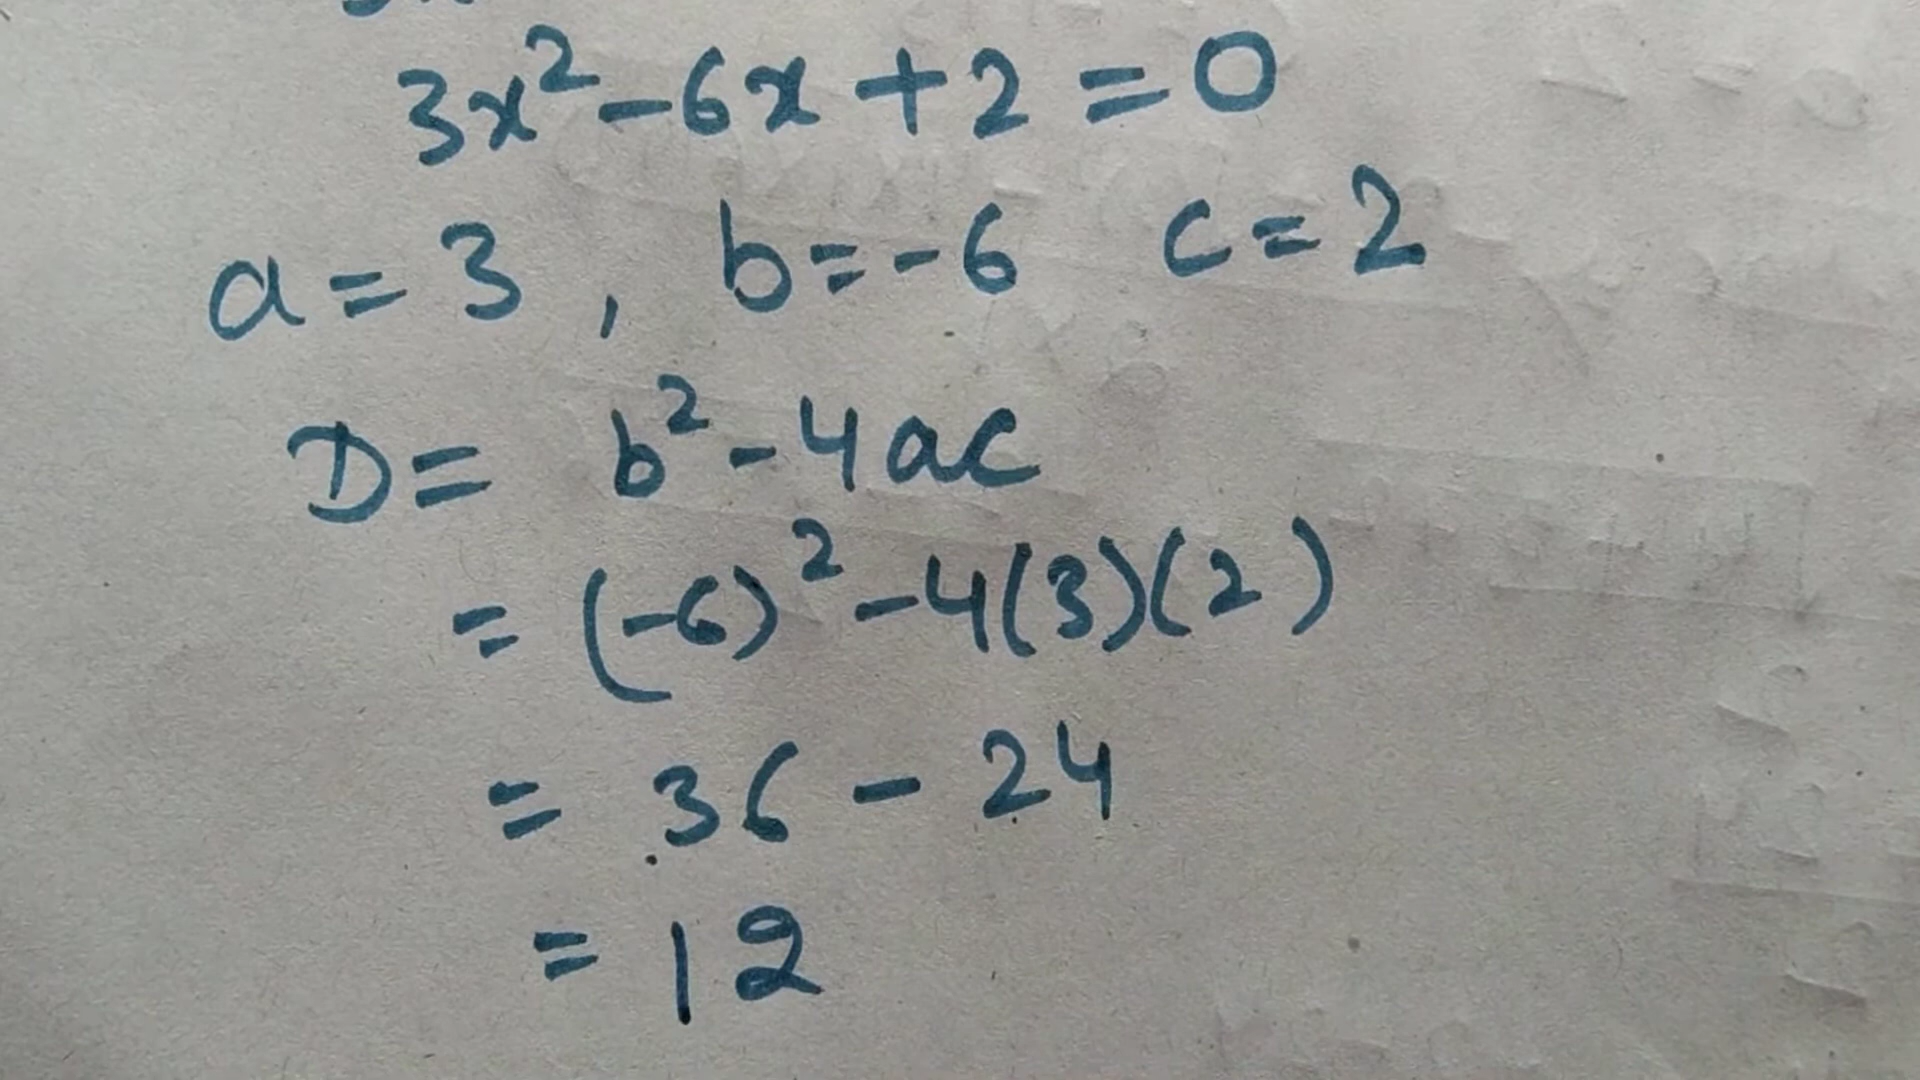 3x² - 6x + 2 = 0
a = 3 , b = -6 c = 2
D = b² - 4ac
= (-6)² - 4(3)(2)
= 36 - 24
= 12